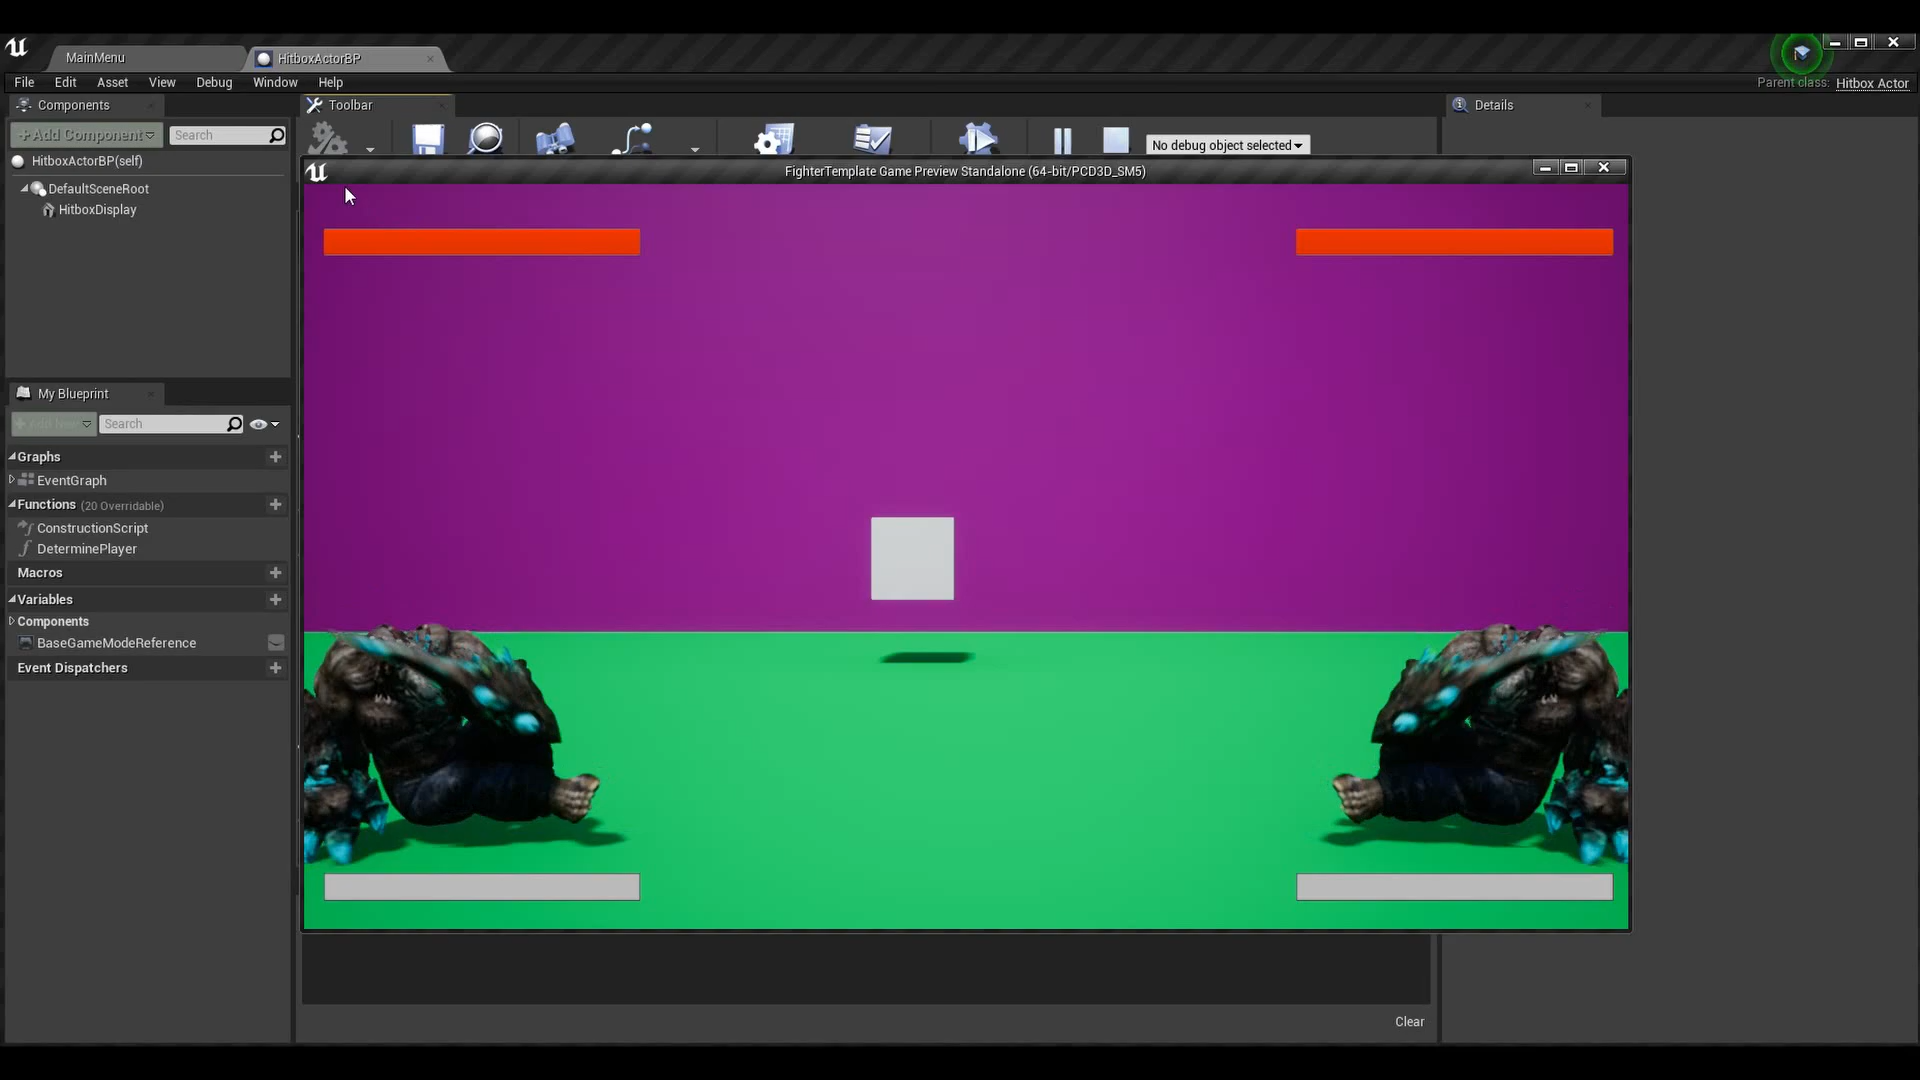 MainMenu
HitboxActorBP
File Edit Asset View Debug Window Help
Parent class: Hitbox Actor
Components
Toolbar
Details
+Add Component
Search
No debug object selected
HitboxActorBP(self)
FighterTemplate Game Preview Standalone (64-bit/PCD3D_SM5)
DefaultSceneRoot
HitboxDisplay
My Blueprint
+ Add New
Search
Graphs
EventGraph
Functions (20 Overridable)
ConstructionScript
DeterminePlayer
Macros
Variables
Components
BaseGameModeReference
Event Dispatchers
Clear